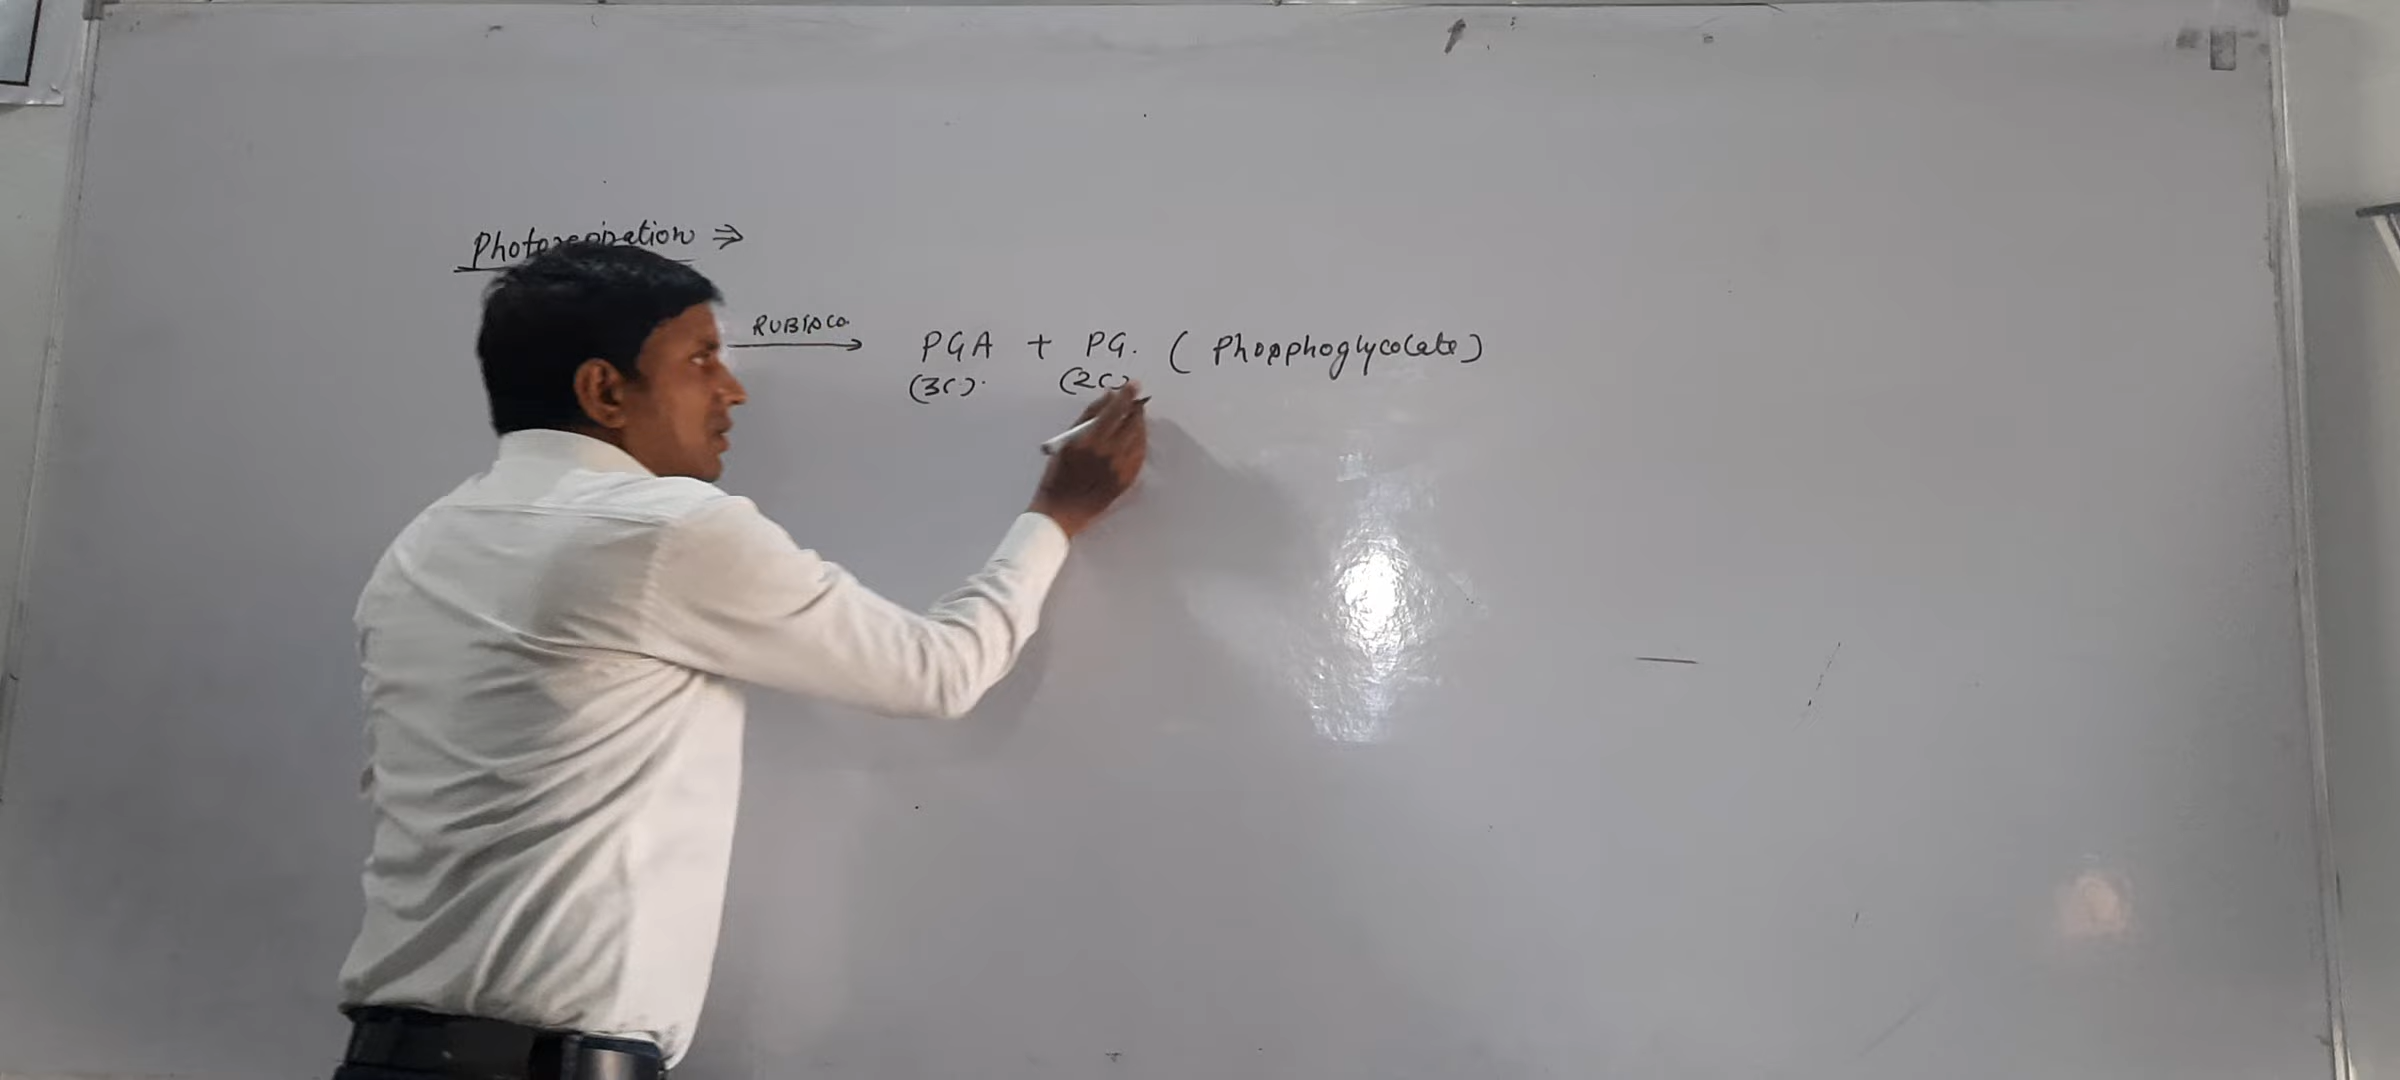 Photorespiration ⇒
RUBISCO
PGA + PG. (Phosphoglycolate)
(3C). (2C)